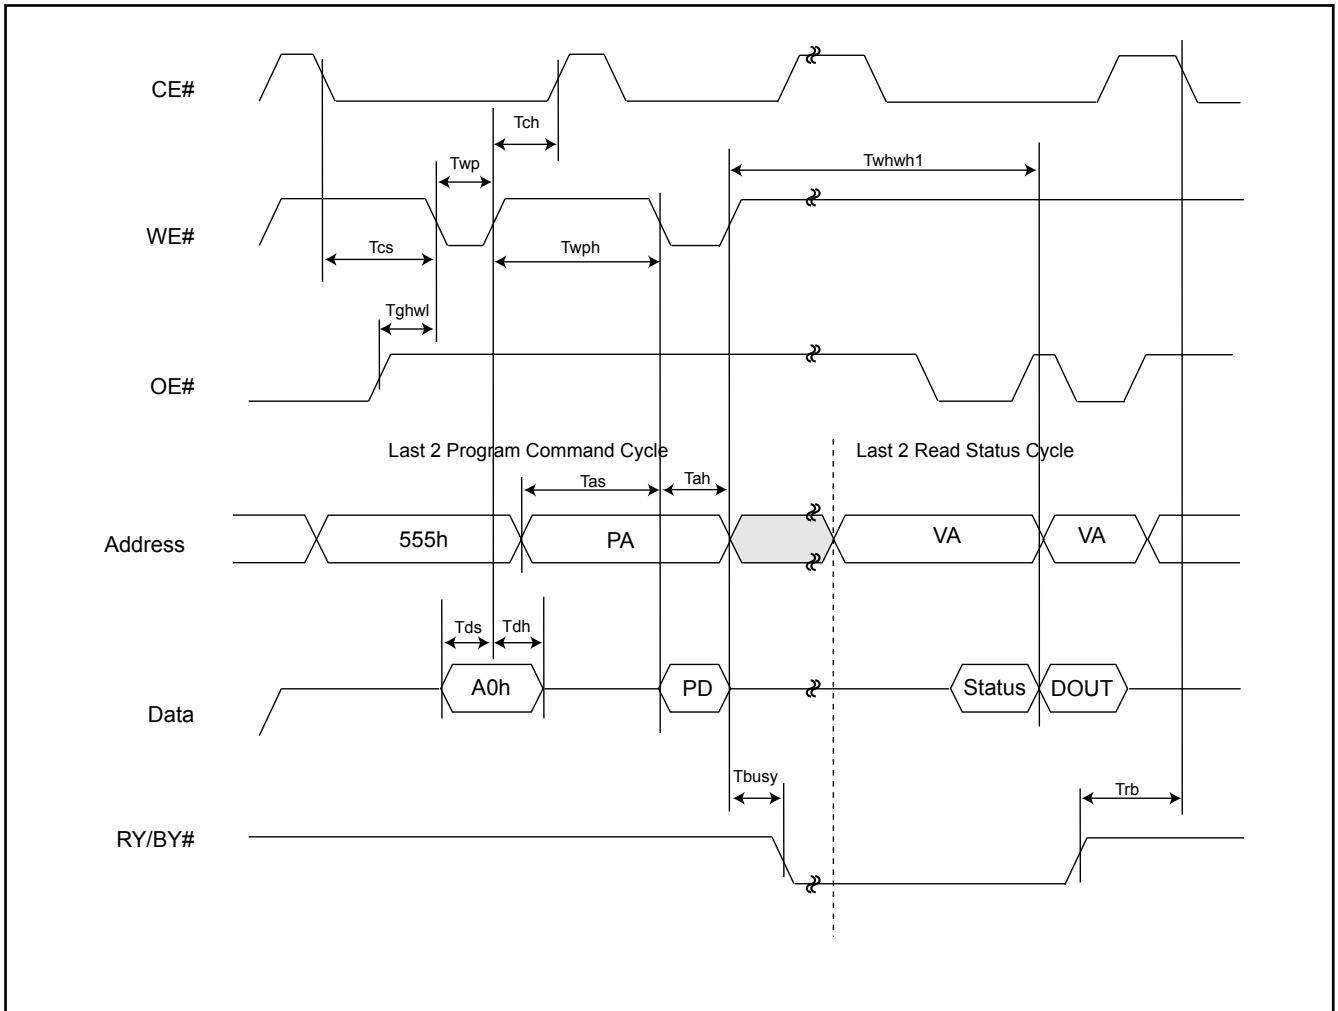 CE#
Tch
Twp
Twhwh1
WE#
Tcs
Twph
Tghwl
OE#
Last 2 Program Command Cycle
Last 2 Read Status Cycle
Tas
Tah
Address
555h
PA
VA
VA
Tds
Tdh
A0h
PD
Status
DOUT
Data
Tbusy
Trb
RY/BY#